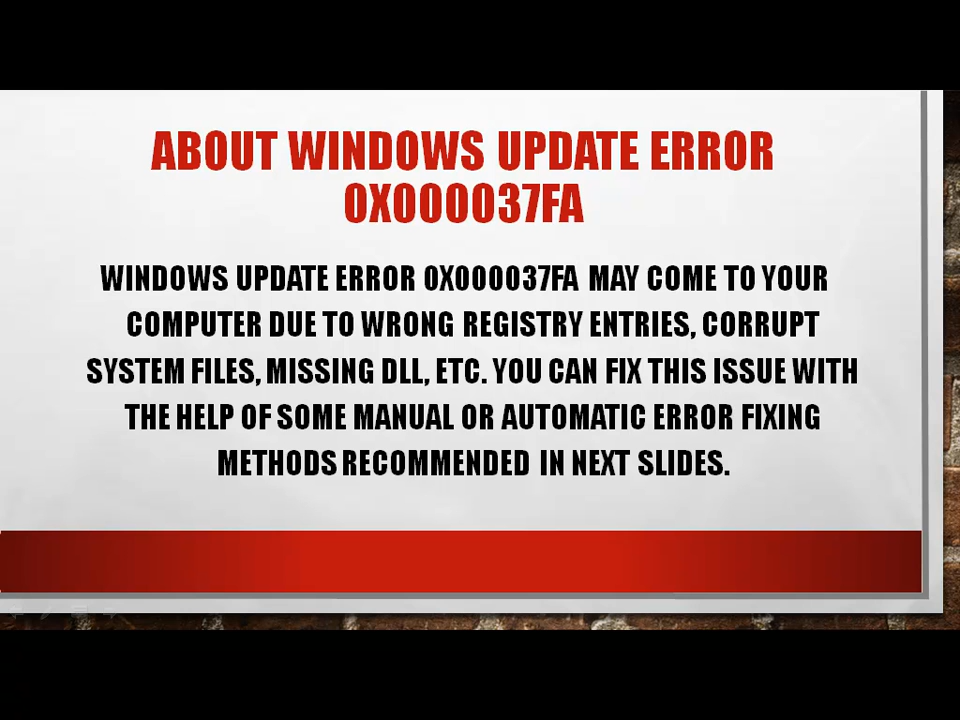 ABOUT WINDOWS UPDATE ERROR
0X000037FA
WINDOWS UPDATE ERROR 0X000037FA MAY COME TO YOUR
COMPUTER DUE TO WRONG REGISTRY ENTRIES, CORRUPT
SYSTEM FILES, MISSING DLL, ETC. YOU CAN FIX THIS ISSUE WITH
THE HELP OF SOME MANUAL OR AUTOMATIC ERROR FIXING
METHODS RECOMMENDED IN NEXT SLIDES.